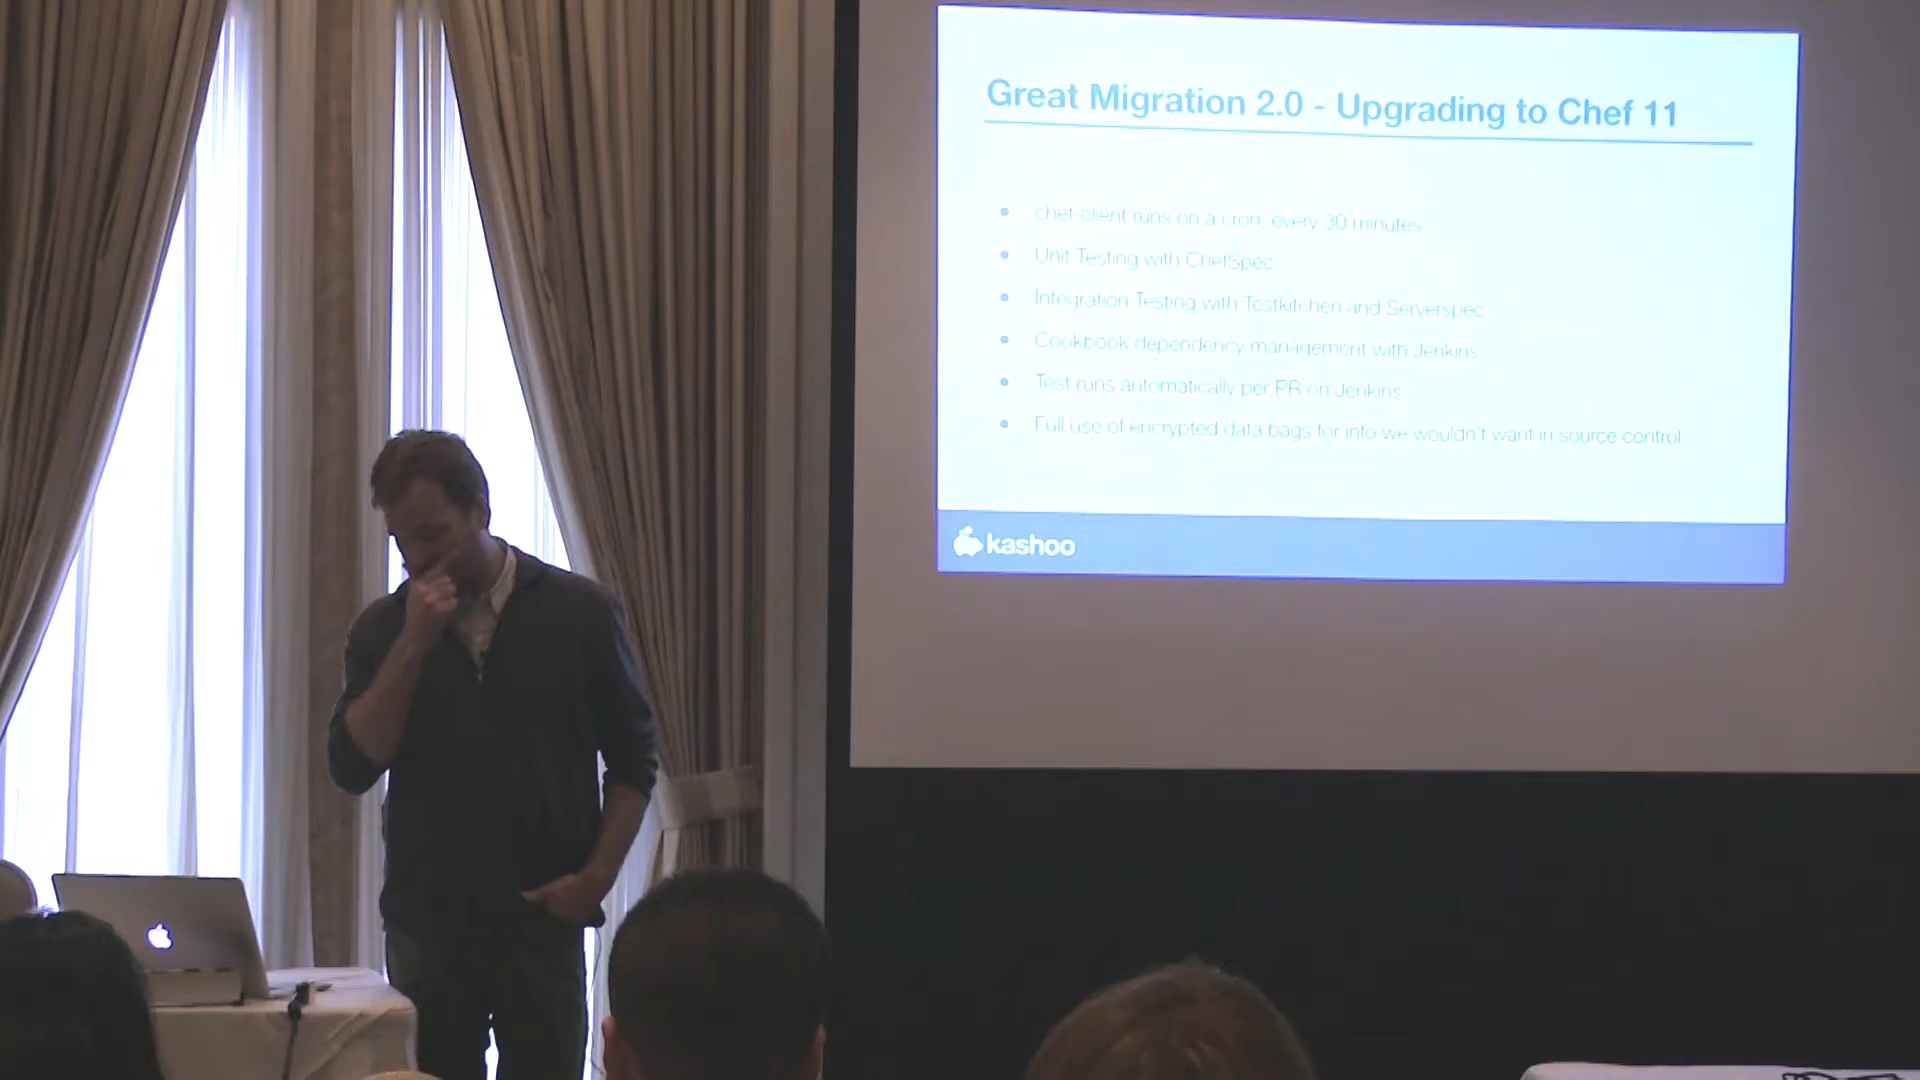 Great Migration 2.0 - Upgrading to Chef 11
chef-client runs on a cron, every 30 minutes
Unit Testing with ChefSpec
Integration Testing with Testkitchen and Serverspec
Cookbook dependency management with Jenkins
Test runs automatically per PR on Jenkins
Full use of encrypted data bags for info we wouldn't want in source control
kashoo